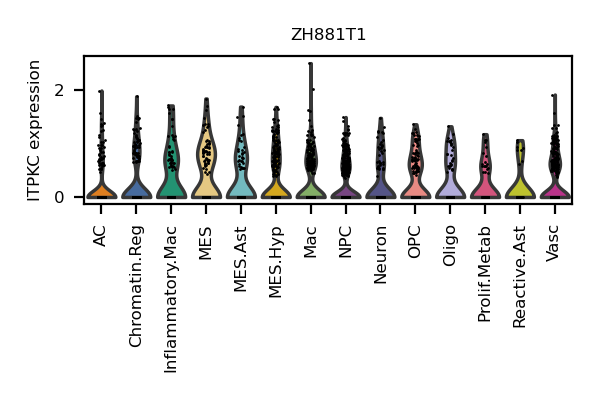 ZH881T1
ITPKC expression
2
0
AC
Chromatin.Reg
Inflammatory.Mac
MES
MES.Ast
MES.Hyp
Mac
NPC
Neuron
OPC
Oligo
Prolif.Metab
Reactive.Ast
Vasc